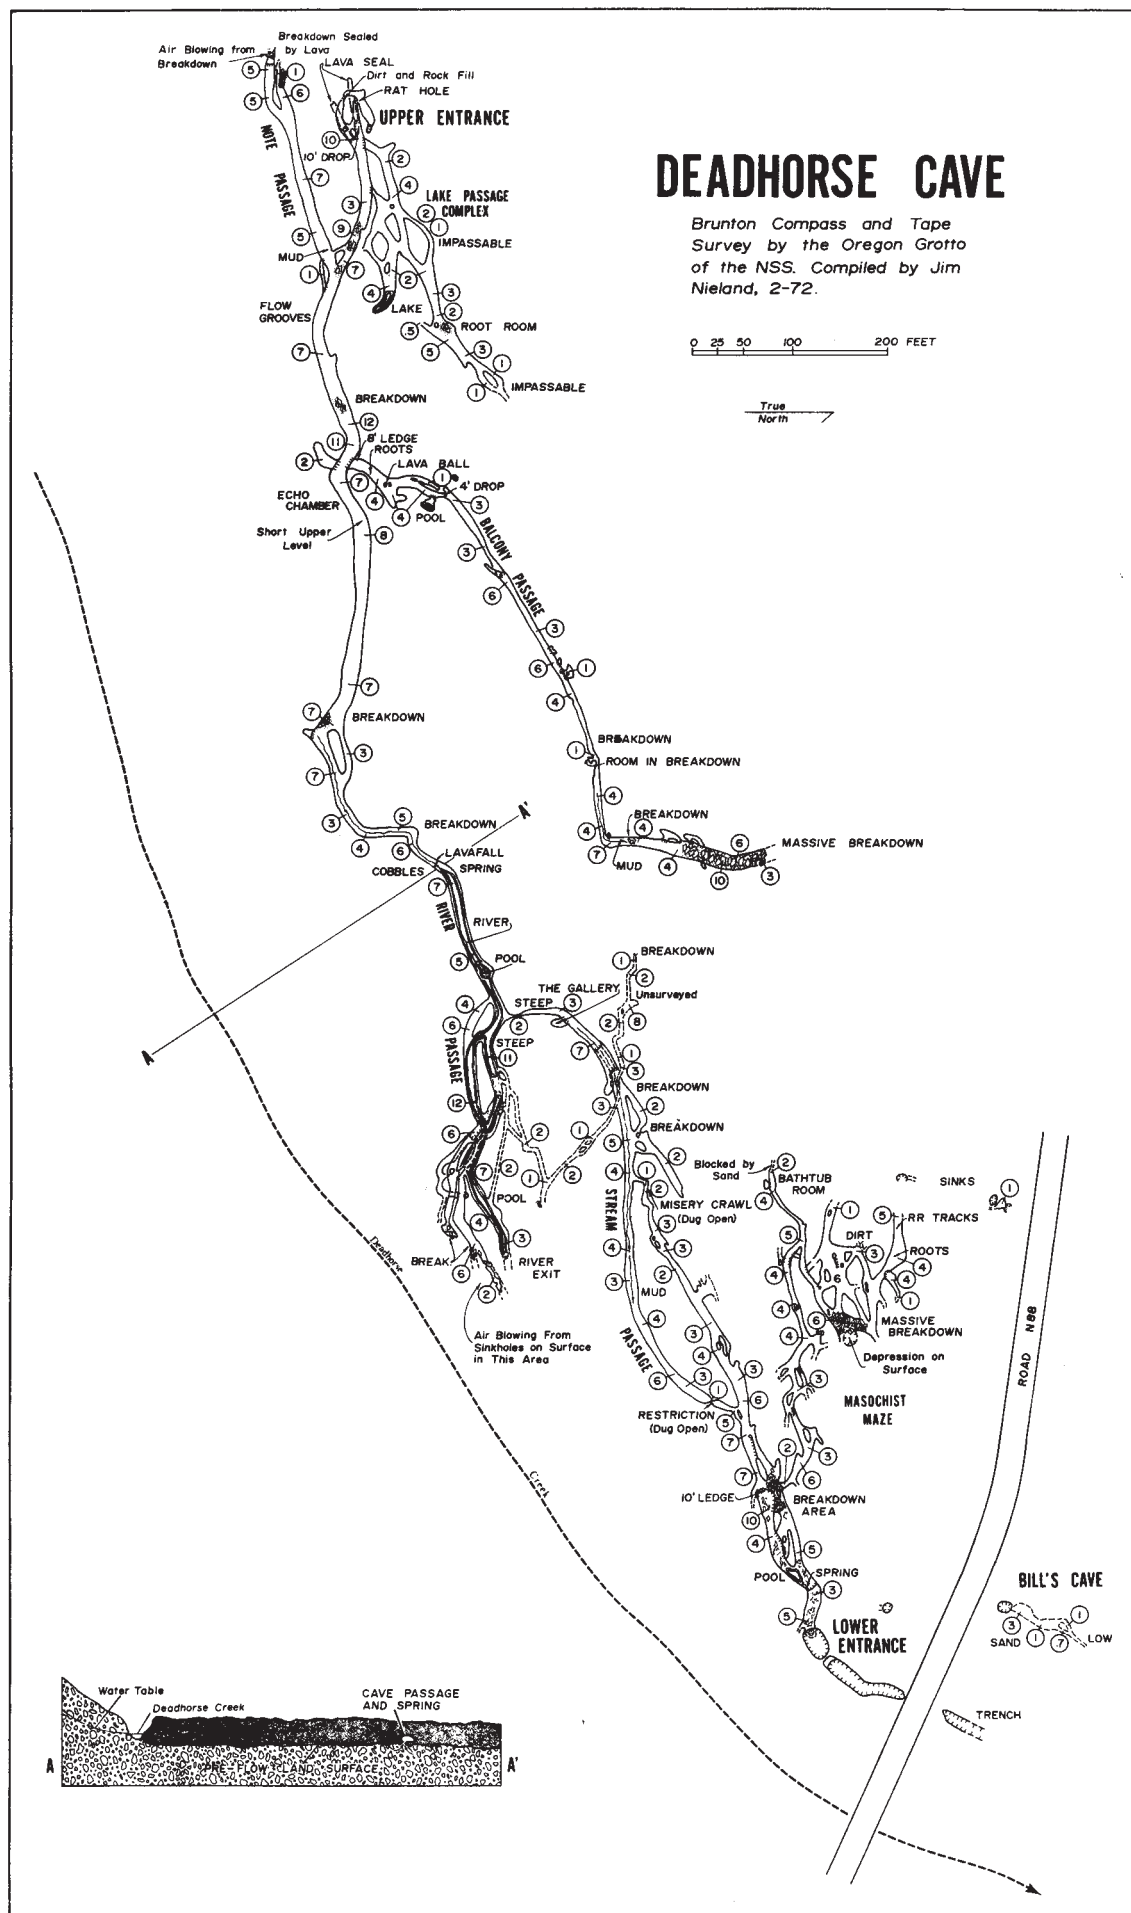 Breakdown Sealed
by Lava
Air Blowing from
Breakdown
LAVA SEAL
Dirt and Rock Fill
RAT HOLE
UPPER ENTRANCE
10' DROP
NOTE PASSAGE
LAKE PASSAGE
COMPLEX
IMPASSABLE
MUD
LAKE
FLOW
GROOVES
ROOT ROOM
IMPASSABLE
DEADHORSE CAVE
Brunton Compass and Tape
Survey by the Oregon Grotto
of the NSS. Compiled by Jim
Nieland, 2-72.
0 25 50 100 200 FEET
True
North
BREAKDOWN
8' LEDGE
ROOTS
LAVA BALL
4' DROP
ECHO
CHAMBER
POOL
Short Upper
Level
BALCONY PASSAGE
BREAKDOWN
BREAKDOWN
ROOM IN BREAKDOWN
A'
BREAKDOWN
BREAKDOWN
MASSIVE BREAKDOWN
MUD
LAVAFALL
COBBLES
SPRING
RIVER
RIVER
POOL
BREAKDOWN
THE GALLERY
Unsurveyed
STEEP
A
STEEP
PASSAGE
BREAKDOWN
BREAKDOWN
Blocked by
Sand
BATHTUB
ROOM
SINKS
POOL
MISERY CRAWL
(Dug Open)
RR TRACKS
DIRT
ROOTS
STREAM
Deadhorse
BREAK.
RIVER
EXIT
MUD
MASSIVE
BREAKDOWN
Air Blowing From
Sinkholes on Surface
in This Area
PASSAGE
Depression on
Surface
ROAD N88
MASOCHIST
MAZE
RESTRICTION
(Dug Open)
Creek
10' LEDGE
BREAKDOWN
AREA
POOL
SPRING
BILL'S CAVE
LOWER
ENTRANCE
SAND
LOW
TRENCH
Water Table
Deadhorse Creek
CAVE PASSAGE
AND SPRING
A
PRE-FLOW LAND SURFACE
A'